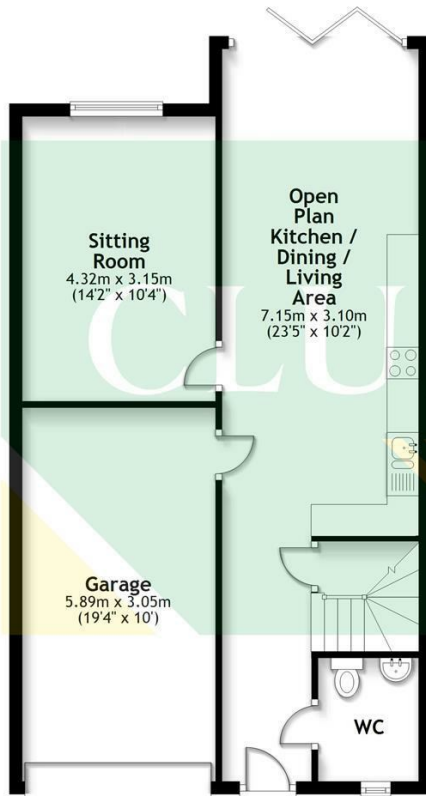 Sitting
Room
4.32m x 3.15m
(14'2" x 10'4")
Open
Plan
Kitchen /
Dining /
Living
Area
7.15m x 3.10m
(23'5" x 10'2")
CLU
Garage
5.89m x 3.05m
(19'4" x 10')
WC